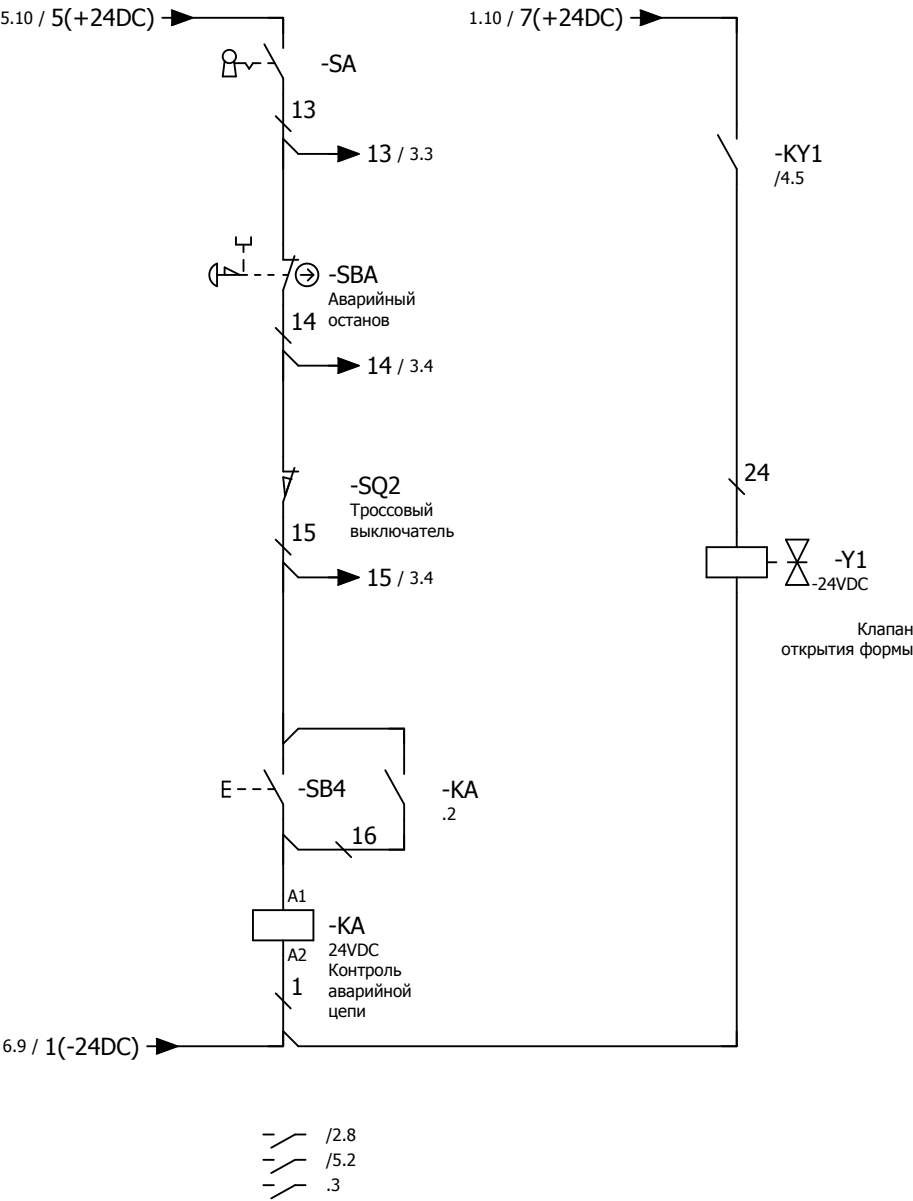 5.10 / 5(+24DC)
1.10 / 7(+24DC)
-SA
13
13 / 3.3
-KY1
/4.5
-SBA
Аварийный
останов
14
14 / 3.4
-SQ2
Троссовый
выключатель
15
15 / 3.4
24
-Y1
-24VDC
Клапан
открытия формы
E
-SB4
-KA
.2
16
A1
-KA
24VDC
A2
Контроль
аварийной
цепи
1
6.9 / 1(-24DC)
/2.8
/5.2
.3